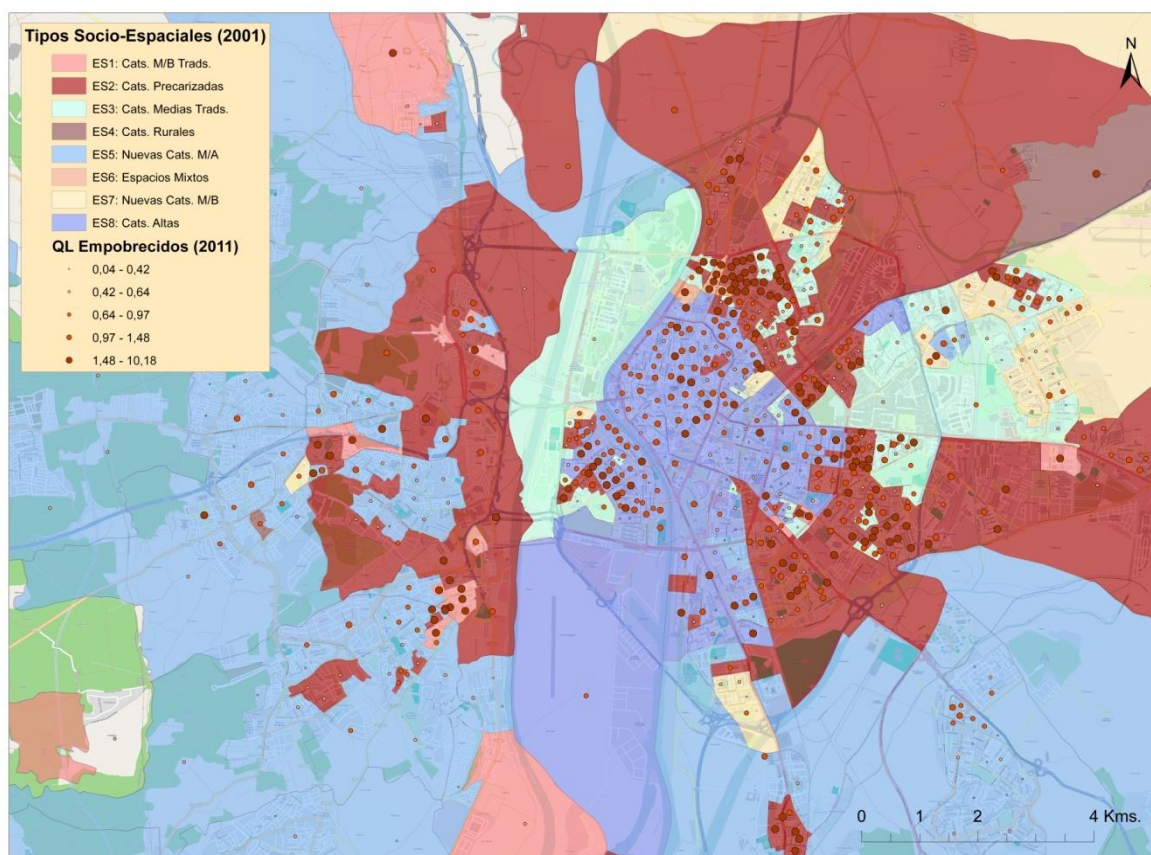 Tipos Socio-Espaciales (2001)
ES1: Cats. M/B Trads.
ES2: Cats. Precarizadas
ES3: Cats. Medias Trads.
ES4: Cats. Rurales
ES5: Nuevas Cats. M/A
ES6: Espacios Mixtos
ES7: Nuevas Cats. M/B
ES8: Cats. Altas
QL Empobrecidos (2011)
0,04 - 0,42
0,42 - 0,64
0,64 - 0,97
0,97 - 1,48
1,48 - 10,18
N
0 1 2 4 Kms.